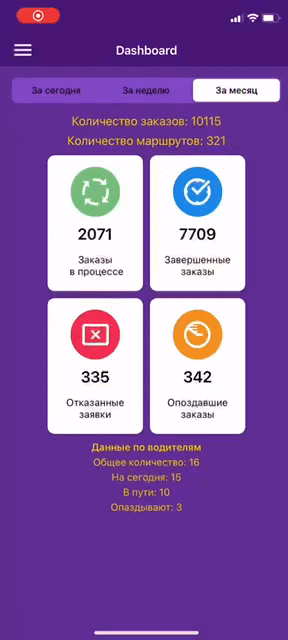 Dashboard
За сегодня
За неделю
За месяц
Количество заказов: 10115
Количество маршрутов: 321
2071
Заказы
в процессе
7709
Завершенные
заказы
335
Отказанные
заявки
342
Опоздавшие
заказы
Данные по водителям
Общее количество: 16
На сегодня: 15
В пути: 10
Опаздывают: 3